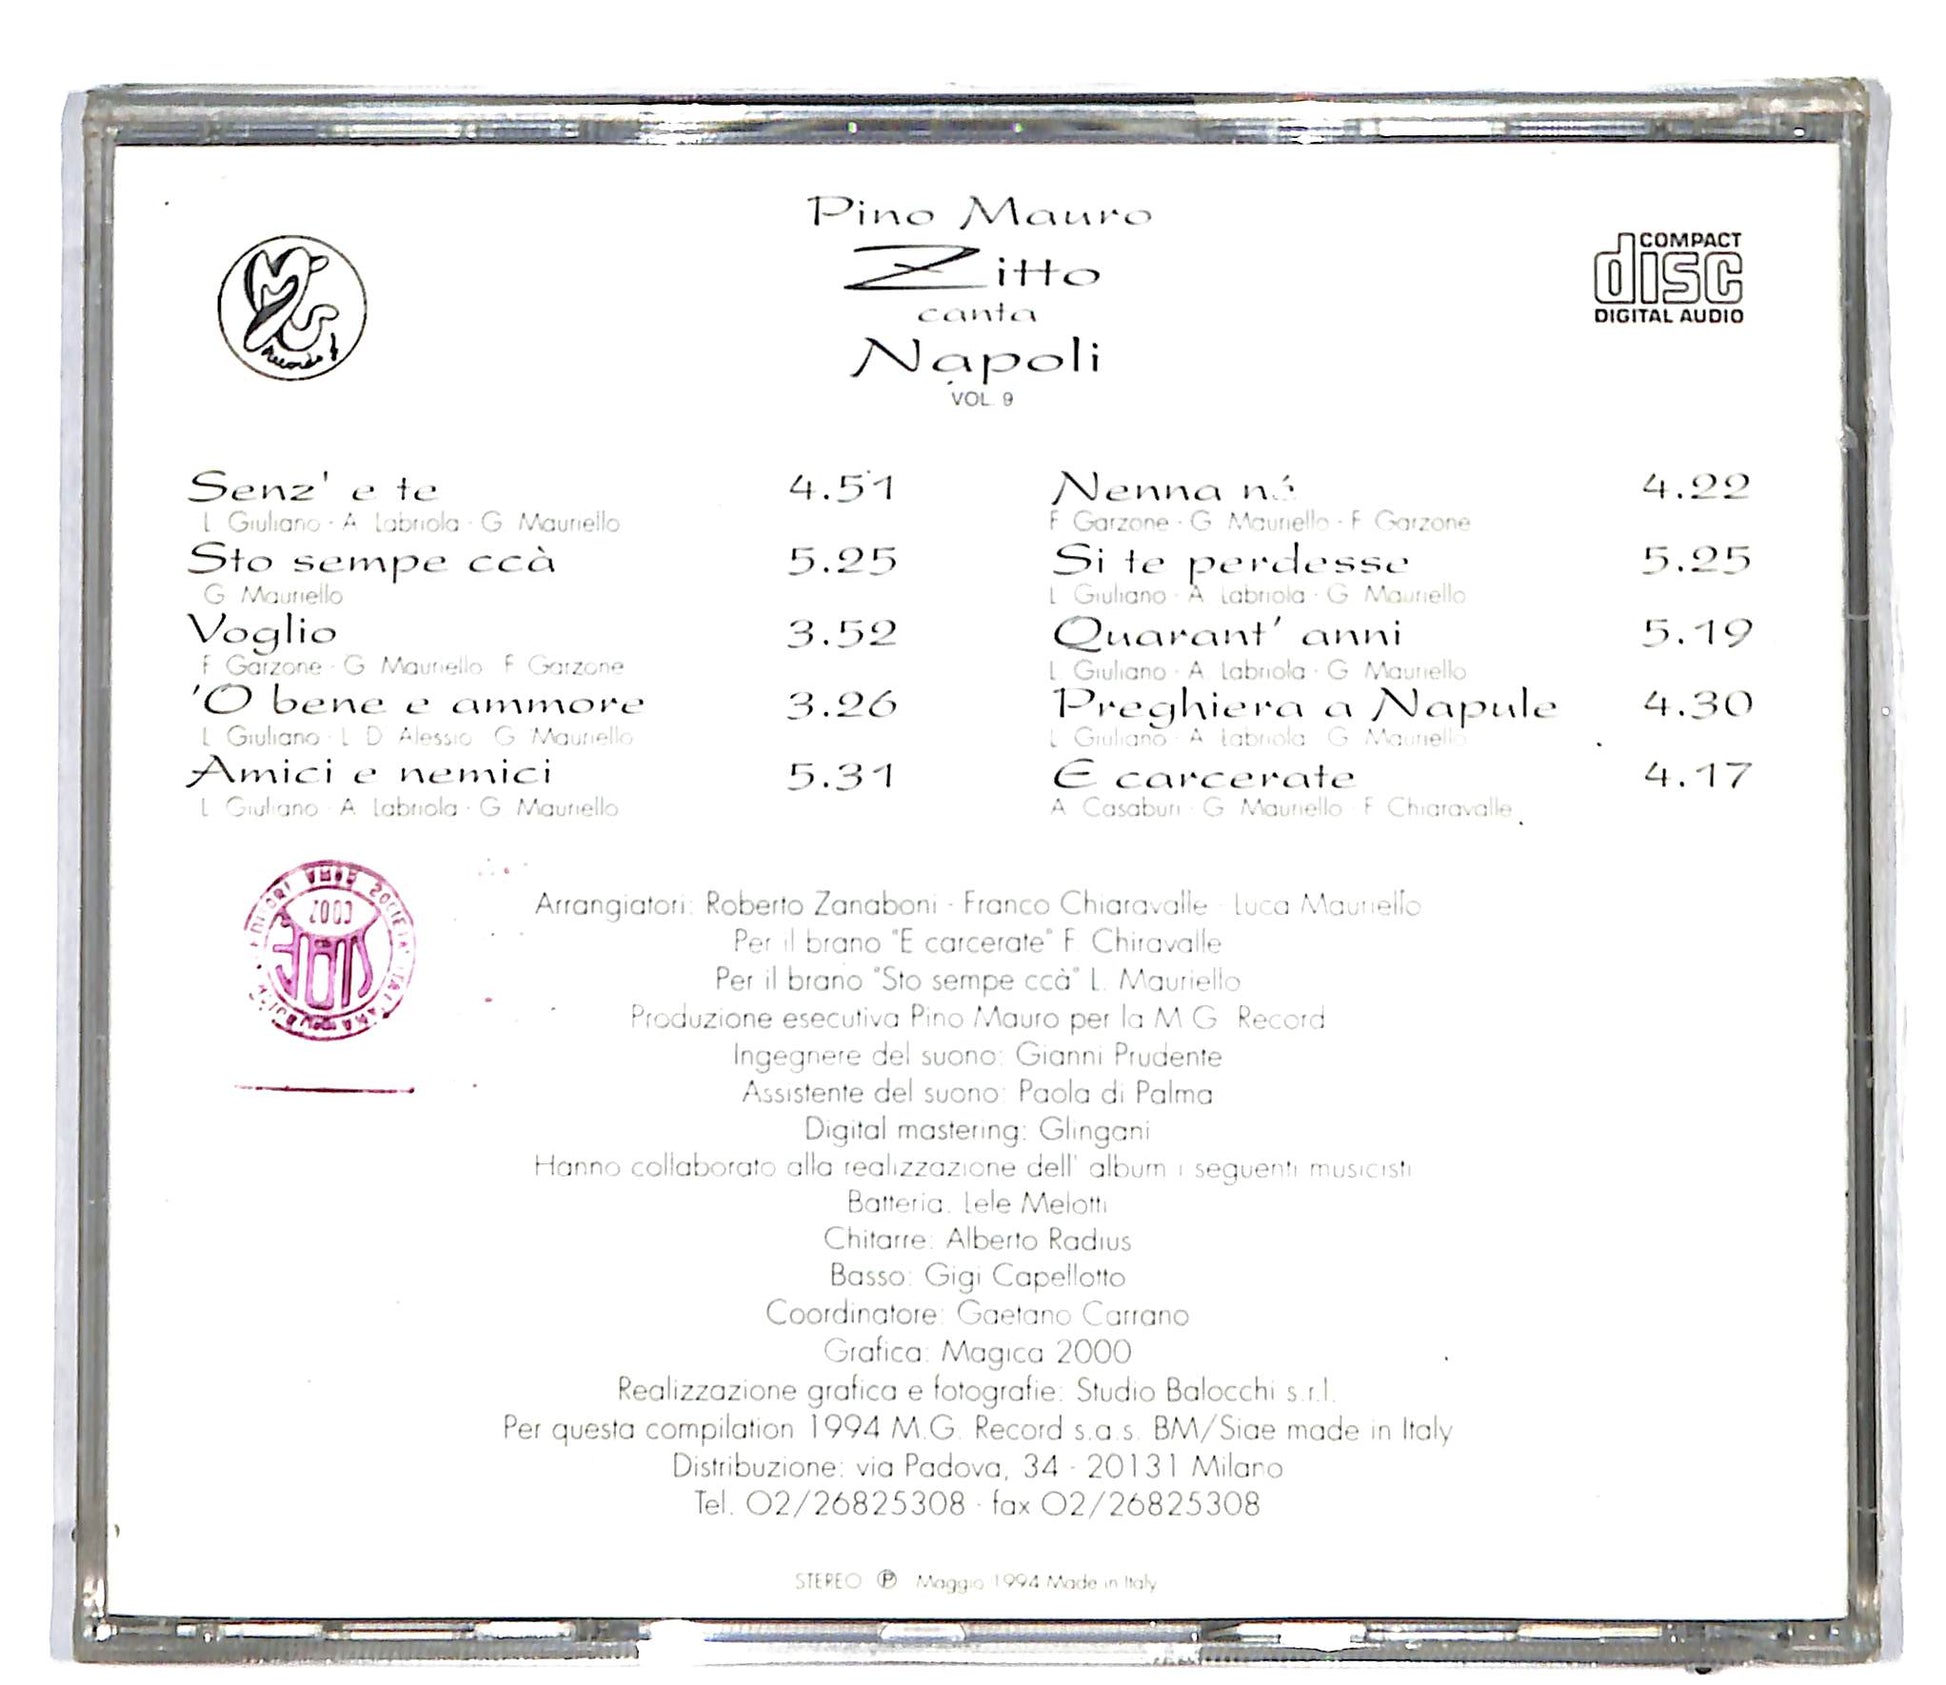 Pino Mauro
Zitto
canta
Napoli
VOL. 9
COMPACT
disc
DIGITAL AUDIO
Records
Senz' e te 4.51
L. Giuliano - A. Labriola - G. Mauriello
Sto sempe ccà 5.25
G. Mauriello
Voglio 3.52
F. Garzone - G. Mauriello F. Garzone
'O bene e ammore 3.26
L. Giuliano - L. D. Alessio G. Mauriello
Amici e nemici 5.31
L. Giuliano - A. Labriola - G. Mauriello
Nenna 4.22
F. Garzone - G. Mauriello - F. Garzone
Si te perdesse 5.25
L. Giuliano - A. Labriola - G. Mauriello
Quarant' anni 5.19
L. Giuliano - A. Labriola - G. Mauriello
Preghiera a Napule 4.30
L. Giuliano - A. Labriola G. Mauriello
E carcerate 4.17
A. Casaburi - G. Mauriello - F. Chiaravalle
Arrangiatori: Roberto Zanaboni - Franco Chiaravalle - Luca Mauriello
Per il brano "E carcerate" F. Chiravalle
Per il brano "Sto sempe ccà" L. Mauriello
Produzione esecutiva Pino Mauro per la M.G. Record
Ingegnere del suono: Gianni Prudente
Assistente del suono: Paola di Palma
Digital mastering: Glingani
Hanno collaborato alla realizzazione dell' album i seguenti musicisti
Batteria: Lele Melotti
Chitarre: Alberto Radius
Basso: Gigi Capellotto
Coordinatore: Gaetano Carrano
Grafica: Magica 2000
Realizzazione grafica e fotografie: Studio Balocchi s.r.l.
Per questa compilation 1994 M.G. Record s.a.s. BM/Siae made in Italy
Distribuzione: via Padova, 34 - 20131 Milano
Tel. 02/26825308 - fax 02/26825308
STEREO Ⓟ Maggio 1994 Made in Italy